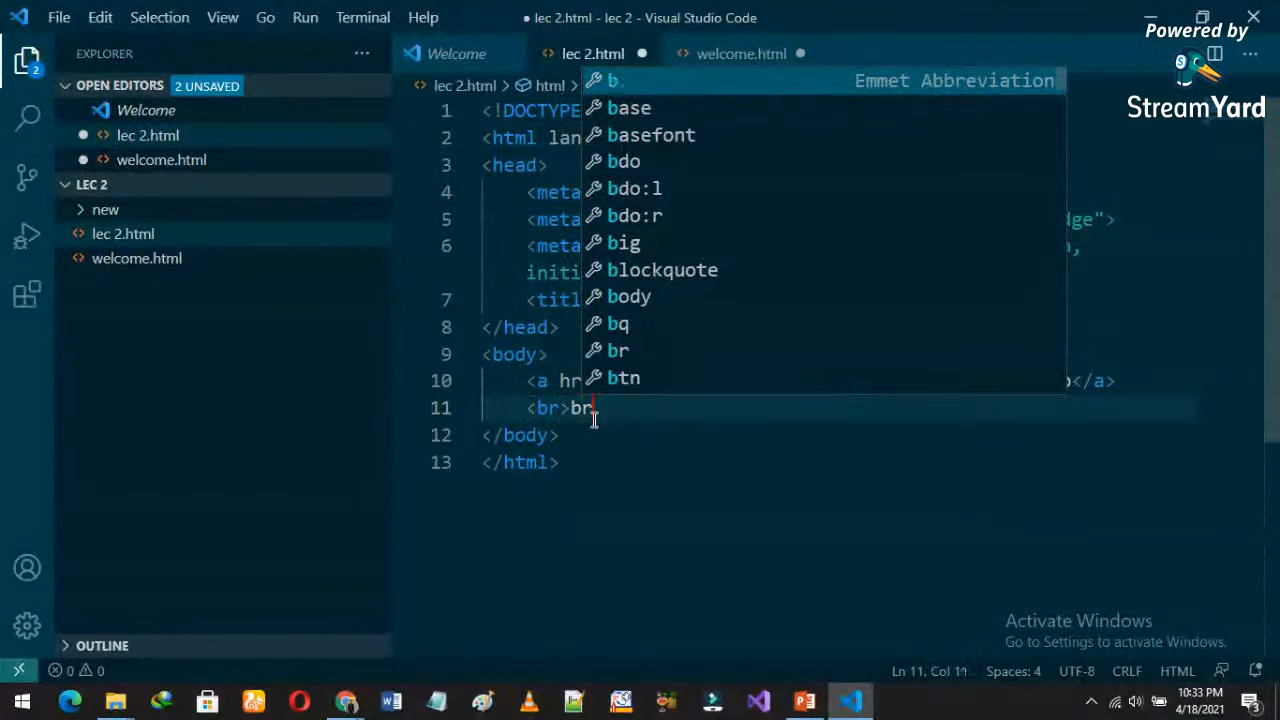 File Edit Selection View Go Run Terminal Help
● lec 2.html - lec 2 - Visual Studio Code
Powered by
StreamYard
EXPLORER
Welcome
lec 2.html
welcome.html
2
OPEN EDITORS 2 UNSAVED
Welcome
lec 2.html
welcome.html
LEC 2
new
lec 2.html
welcome.html
lec 2.html > html >
b
Emmet Abbreviation
base
basefont
bdo
bdo:l
bdo:r
big
blockquote
body
bq
br
btn
1 <!DOCTYPE
2 <html lan
3 <head>
4 <meta
5 <meta dge">
6 <meta
initi
7 <titl
8 </head>
9 <body>
10 <a hr </a>
11 <br>br
12 </body>
13 </html>
OUTLINE
Activate Windows
Go to Settings to activate Windows.
0 0
Ln 11, Col 11 Spaces: 4 UTF-8 CRLF HTML
10:33 PM
4/18/2021
3